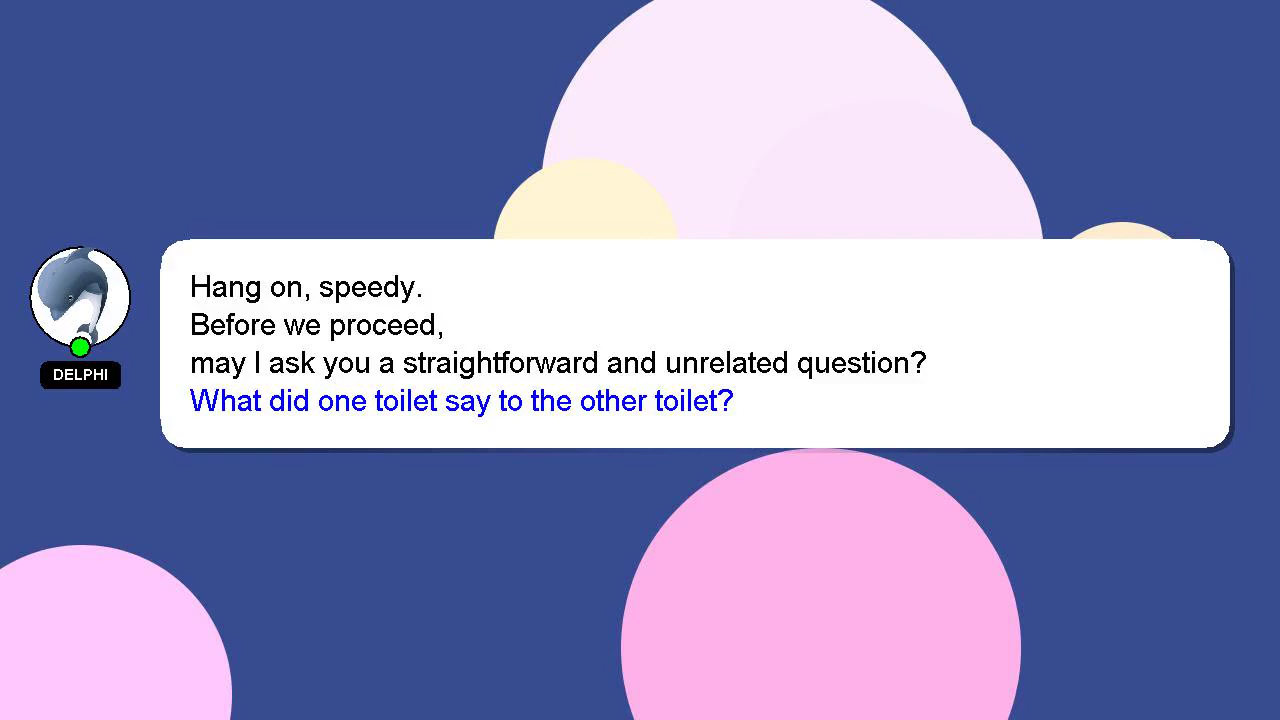 Hang on, speedy.
Before we proceed,
may I ask you a straightforward and unrelated question?
What did one toilet say to the other toilet?
DELPHI